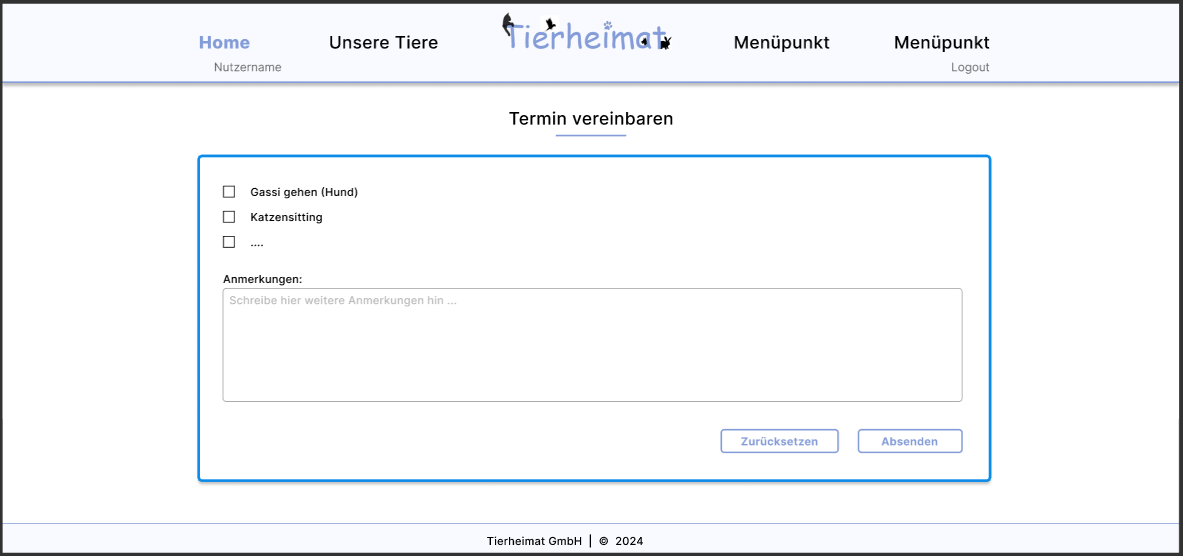 Home Unsere Tiere Tierheimat Menüpunkt Menüpunkt
Nutzername Logout
Termin vereinbaren
Gassi gehen (Hund)
Katzensitting
....
Anmerkungen:
Schreibe hier weitere Anmerkungen hin ...
Zurücksetzen Absenden
Tierheimat GmbH | © 2024